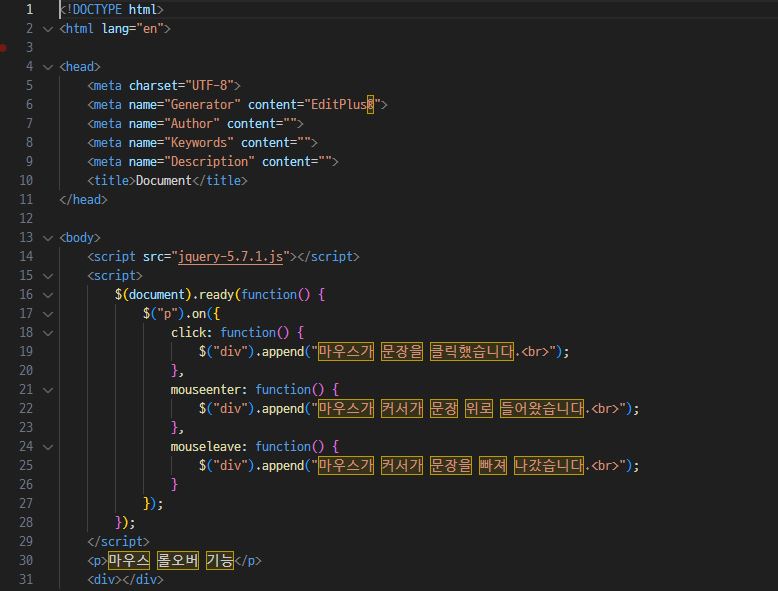 1 <!DOCTYPE html>
2 <html lang="en">
3
4 <head>
5 <meta charset="UTF-8">
6 <meta name="Generator" content="EditPlus®">
7 <meta name="Author" content="">
8 <meta name="Keywords" content="">
9 <meta name="Description" content="">
10 <title>Document</title>
11 </head>
12
13 <body>
14 <script src="jquery-5.7.1.js"></script>
15 <script>
16 $(document).ready(function() {
17 $("p").on({
18 click: function() {
19 $("div").append("마우스가 문장을 클릭했습니다.<br>");
20 },
21 mouseenter: function() {
22 $("div").append("마우스가 커서가 문장 위로 들어왔습니다.<br>");
23 },
24 mouseleave: function() {
25 $("div").append("마우스가 커서가 문장을 빠져 나갔습니다.<br>");
26 }
27 });
28 });
29 </script>
30 <p>마우스 롤오버 기능</p>
31 <div></div>